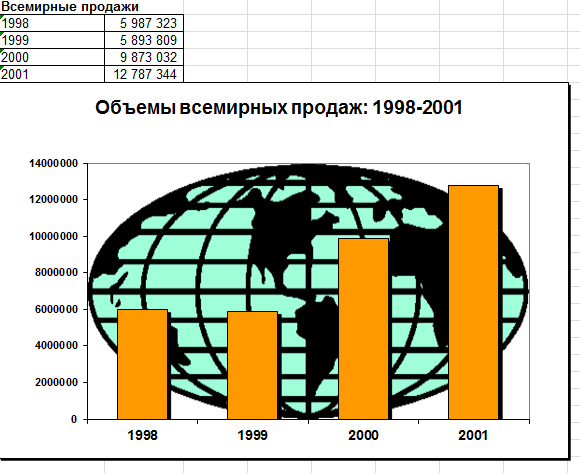 Всемирные продажи
1998 5 987 323
1999 5 893 809
2000 9 873 032
2001 12 787 344
Объемы всемирных продаж: 1998-2001
14000000
12000000
10000000
8000000
6000000
4000000
2000000
0
1998 1999 2000 2001